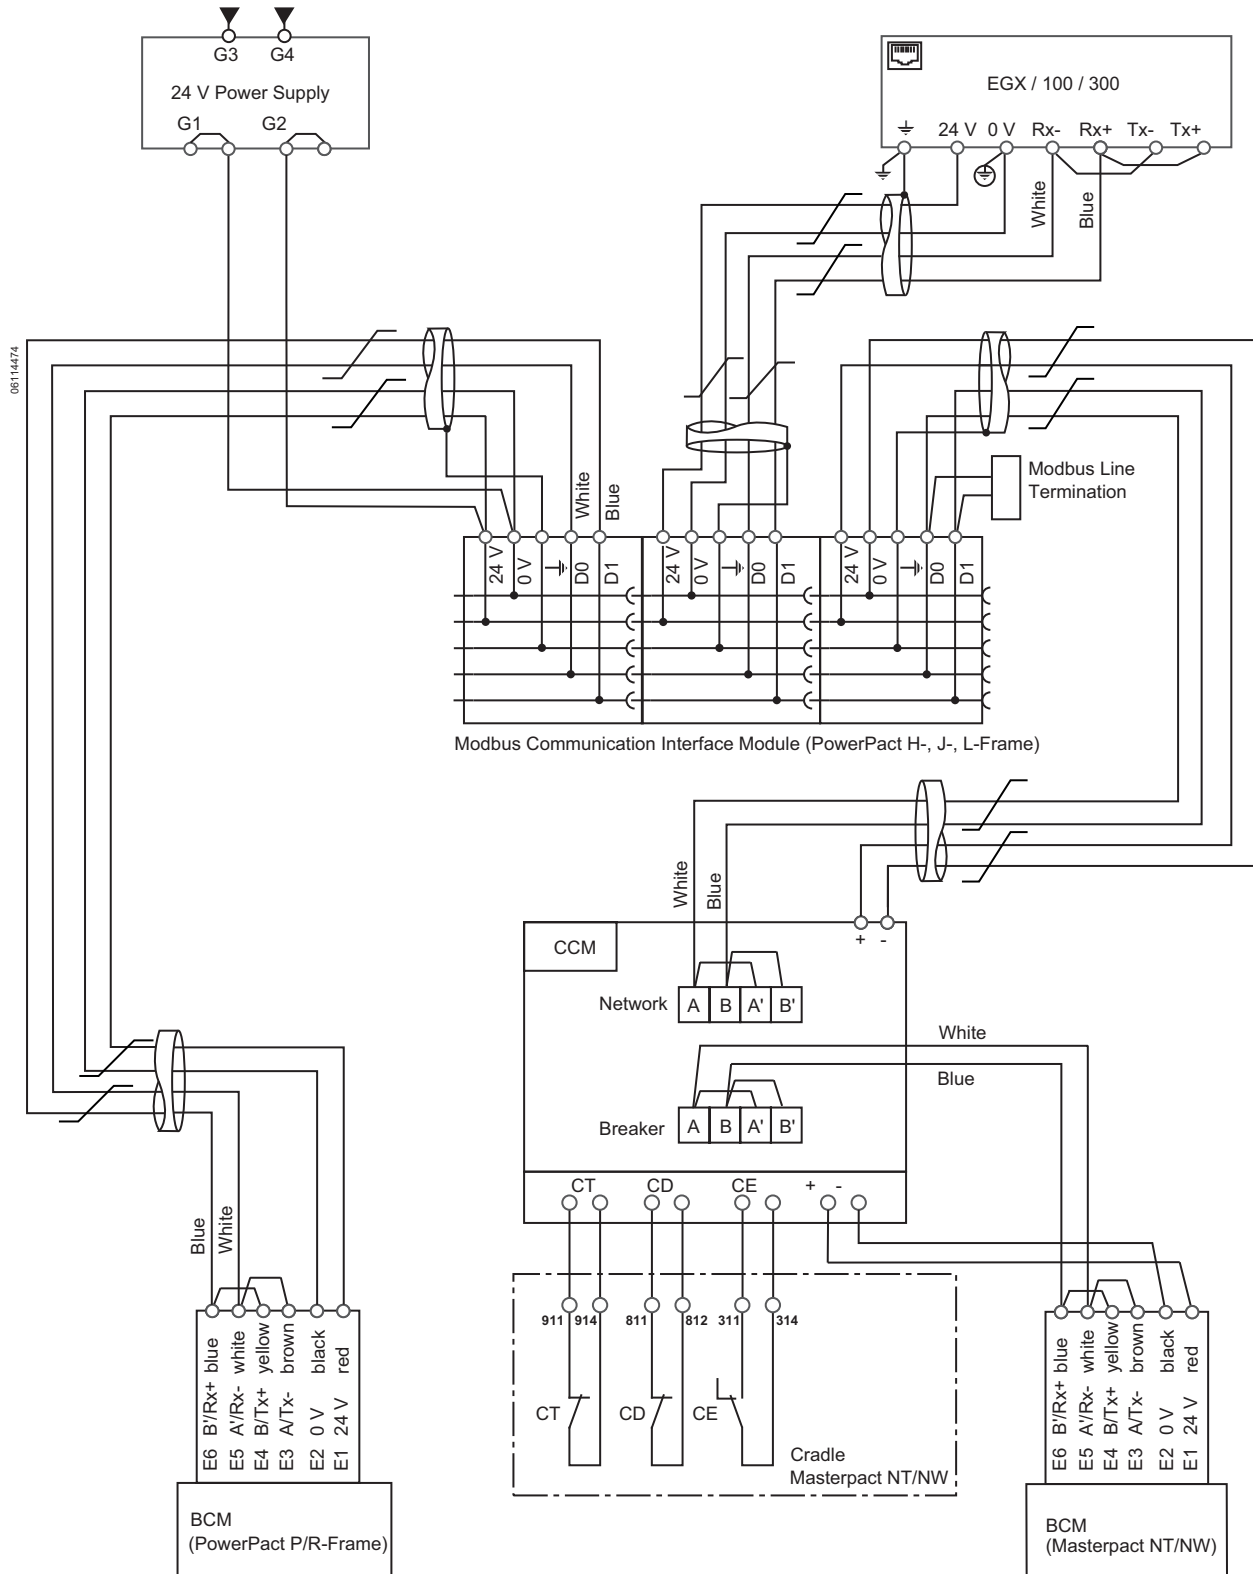 G3 G4
24 V Power Supply
G1 G2
EGX / 100 / 300
24 V 0 V Rx- Rx+ Tx- Tx+
White
Blue
06114474
White
Blue
Modbus Line
Termination
24 V 0 V D0 D1
24 V 0 V D0 D1
24 V 0 V D0 D1
Modbus Communication Interface Module (PowerPact H-, J-, L-Frame)
White
Blue
CCM
+ -
Network A B A' B'
White
Blue
Breaker A B A' B'
CT CD CE + -
911 914 811 812 311 314
CT CD CE
Cradle
Masterpact NT/NW
Blue
White
E6 B'/Rx+ blue
E5 A'/Rx- white
E4 B/Tx+ yellow
E3 A/Tx- brown
E2 0 V black
E1 24 V red
BCM
(PowerPact P/R-Frame)
E6 B'/Rx+ blue
E5 A'/Rx- white
E4 B/Tx+ yellow
E3 A/Tx- brown
E2 0 V black
E1 24 V red
BCM
(Masterpact NT/NW)